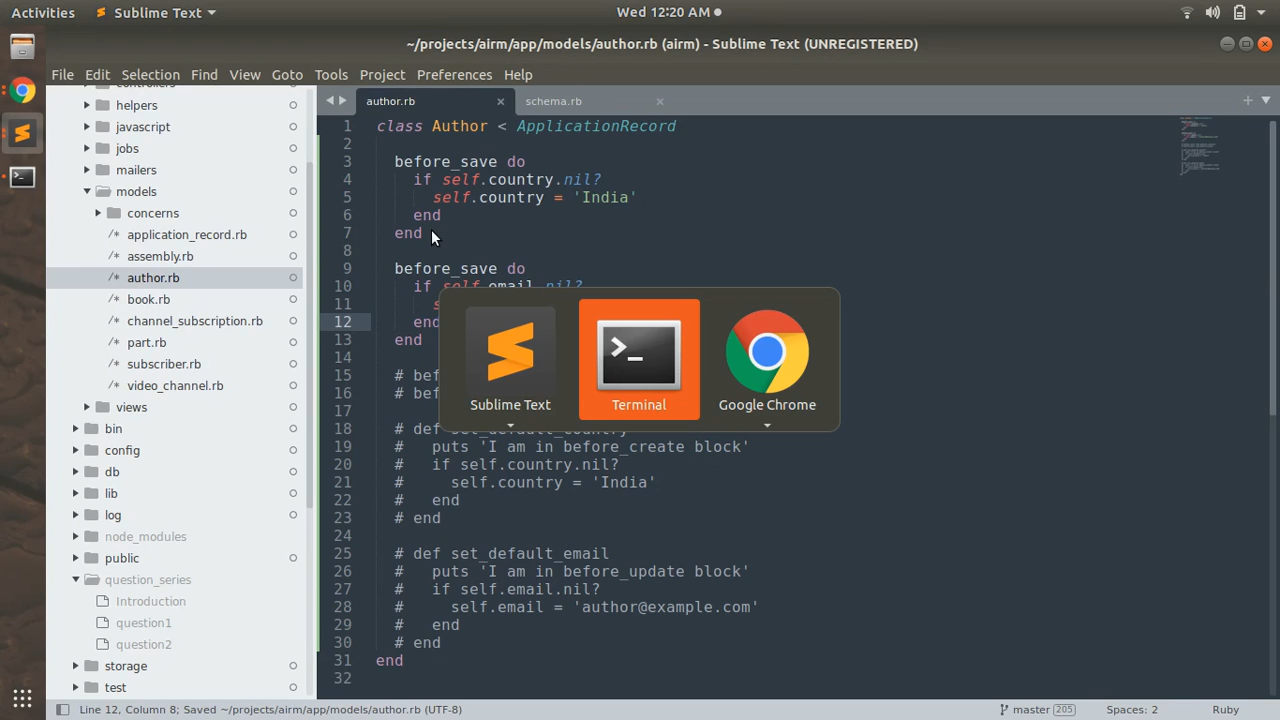 Activities
Sublime Text
Wed 12:20 AM
~/projects/airm/app/models/author.rb (airm) - Sublime Text (UNREGISTERED)
File Edit Selection Find View Goto Tools Project Preferences Help
helpers
javascript
jobs
mailers
models
concerns
/* application_record.rb
/* assembly.rb
/* author.rb
/* book.rb
/* channel_subscription.rb
/* part.rb
/* subscriber.rb
/* video_channel.rb
views
bin
config
db
lib
log
node_modules
public
question_series
Introduction
question1
question2
storage
test
author.rb
schema.rb
1 class Author < ApplicationRecord
2
3 before_save do
4 if self.country.nil?
5 self.country = 'India'
6 end
7 end
8
9 before_save do
10 if self.email.nil?
11 s
12 end
13 end
14
15 # bef
16 # bef
17
18 # def set_default_country
19 # puts 'I am in before_create block'
20 # if self.country.nil?
21 # self.country = 'India'
22 # end
23 # end
24
25 # def set_default_email
26 # puts 'I am in before_update block'
27 # if self.email.nil?
28 # self.email = 'author@example.com'
29 # end
30 # end
31 end
32
Sublime Text
Terminal
Google Chrome
Line 12, Column 8; Saved ~/projects/airm/app/models/author.rb (UTF-8)
master 205
Spaces: 2
Ruby